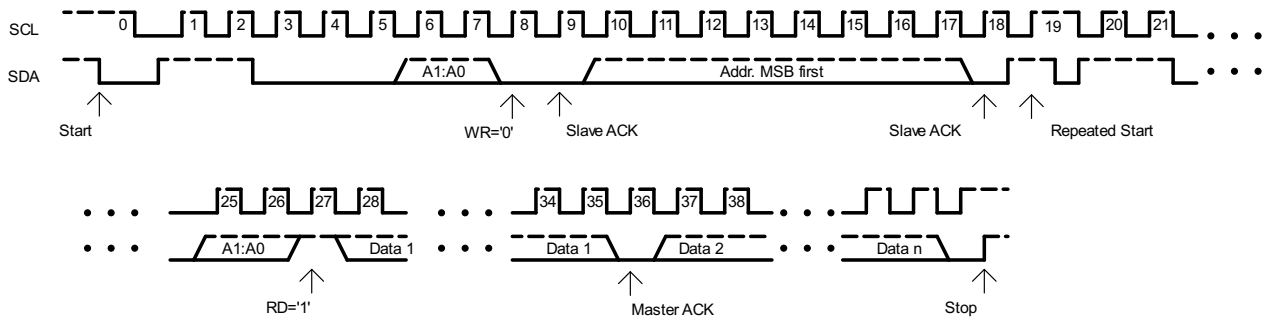 SCL 0 1 2 3 4 5 6 7 8 9 10 11 12 13 14 15 16 17 18 19 20 21
SDA A1:A0 Addr. MSB first
Start WR='0' Slave ACK Slave ACK Repeated Start
25 26 27 28 34 35 36 37 38
A1:A0 Data 1 Data 1 Data 2 Data n
RD='1' Master ACK Stop